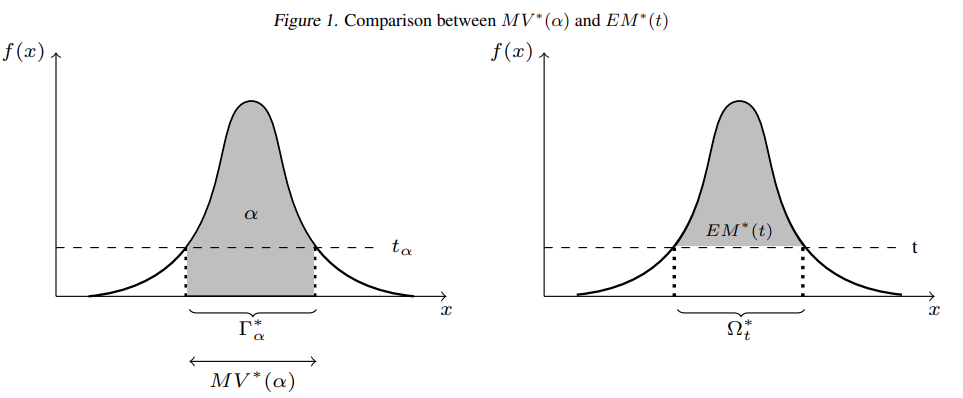 Figure 1. Comparison between MV*(α) and EM*(t)
f(x)
α
t_α
x
Γ*_α
MV*(α)
f(x)
EM*(t)
t
x
Ω*_t